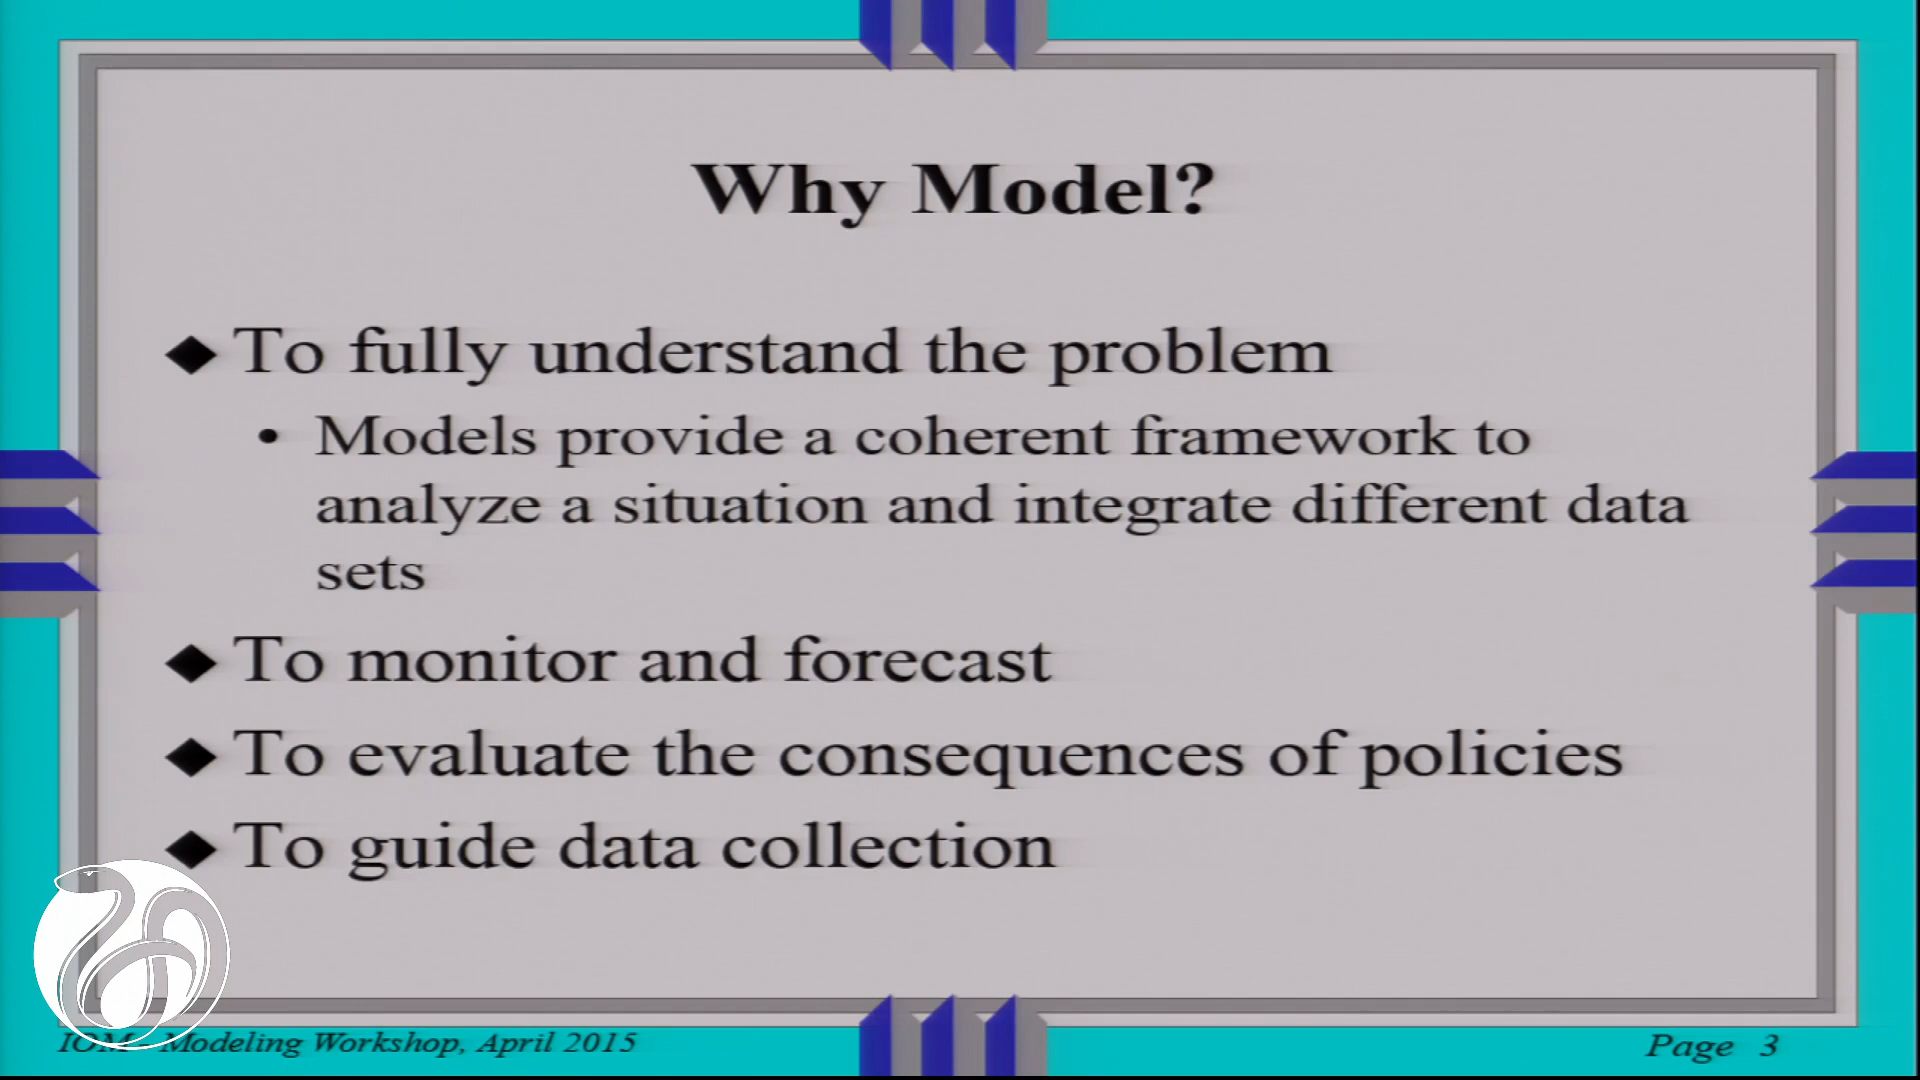 Why Model?
◆ To fully understand the problem
• Models provide a coherent framework to
analyze a situation and integrate different data
sets
◆ To monitor and forecast
◆ To evaluate the consequences of policies
◆ To guide data collection
IOM - Modeling Workshop, April 2015
Page 3